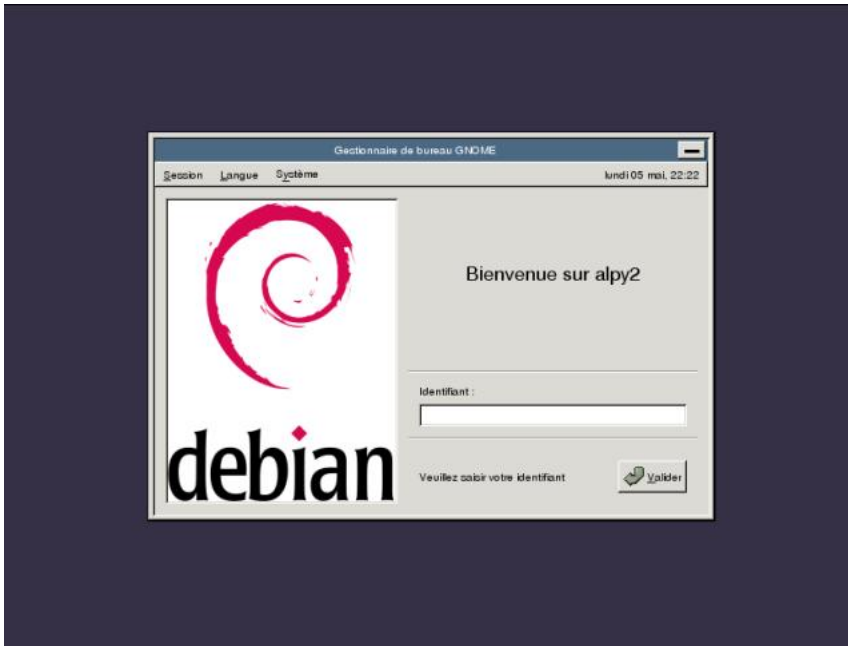 Gestionnaire de bureau GNOME
Session Langue Système lundi 05 mai, 22:22
Bienvenue sur alpy2
Identifiant :
debian
Veuillez saisir votre identifiant Valider